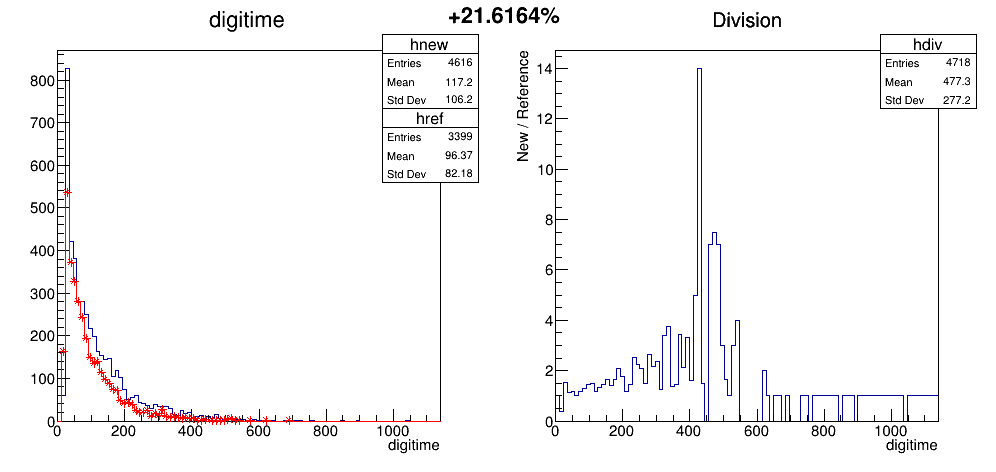 digitime
+21.6164%
Division
hnew
Entries 4616
Mean 117.2
Std Dev 106.2
href
Entries 3399
Mean 96.37
Std Dev 82.18
800
700
600
500
400
300
200
100
0
0 200 400 600 800 1000
digitime
hdiv
Entries 4718
Mean 477.3
Std Dev 277.2
New / Reference
14
12
10
8
6
4
2
0
0 200 400 600 800 1000
digitime